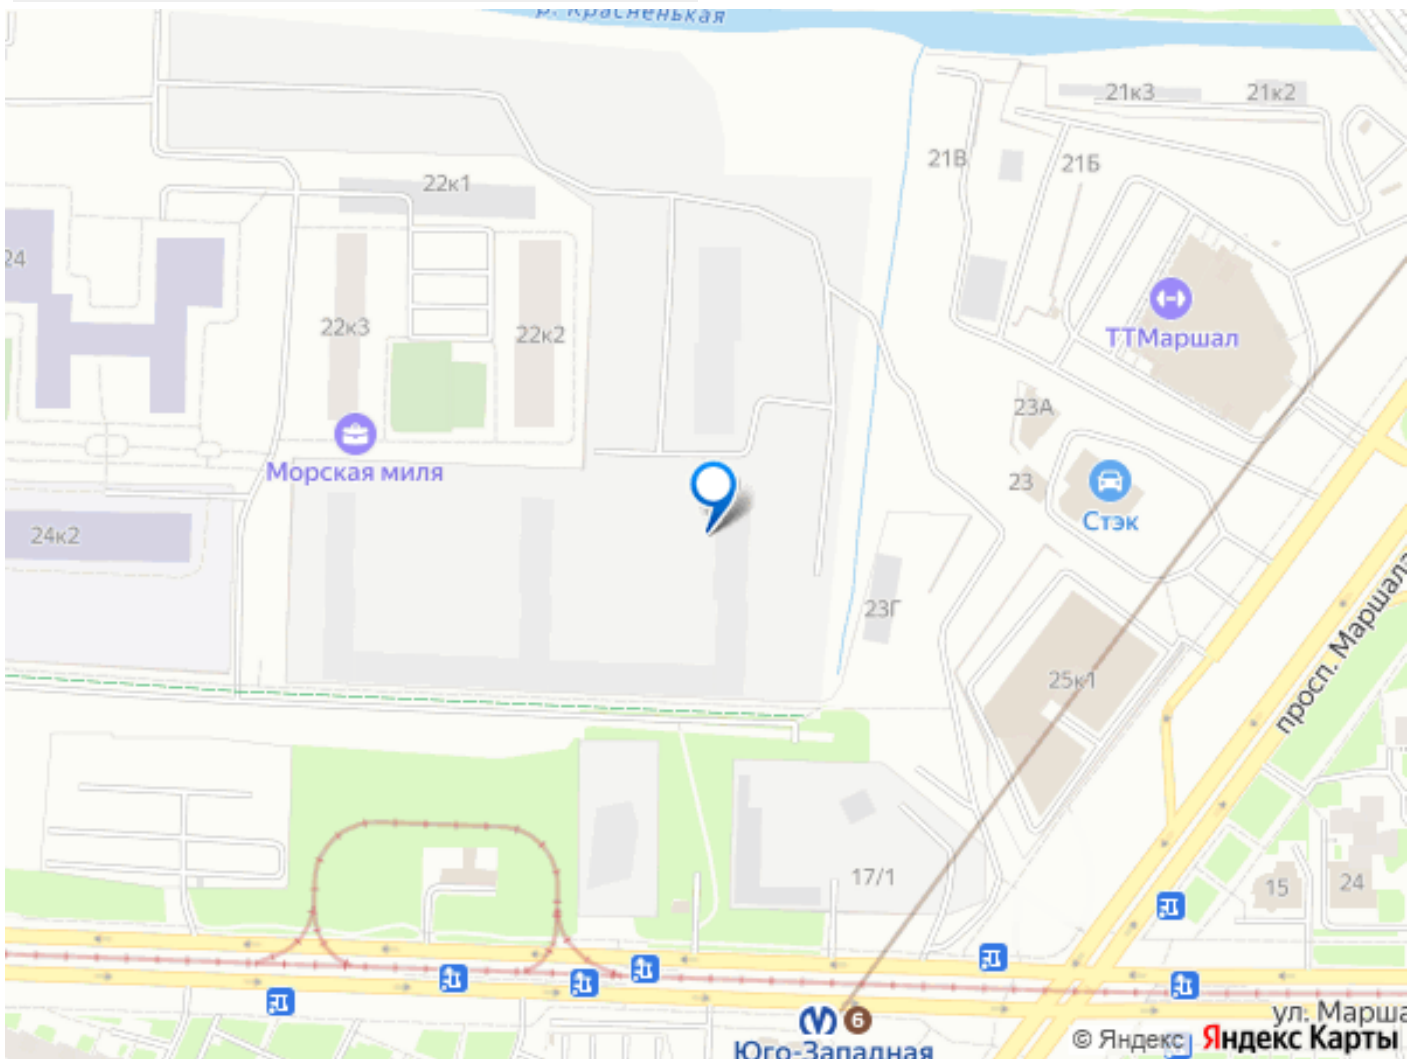 р. Красненькая
21к3
21к2
21В
21Б
22к1
24
ТТМаршал
22к3
22к2
23А
Морская миля
23
Стэк
24к2
23Г
просп. Маршала
25к1
17/1
15
24
6
Юго-Западная
ул. Марша
© Яндекс Яндекс Карты